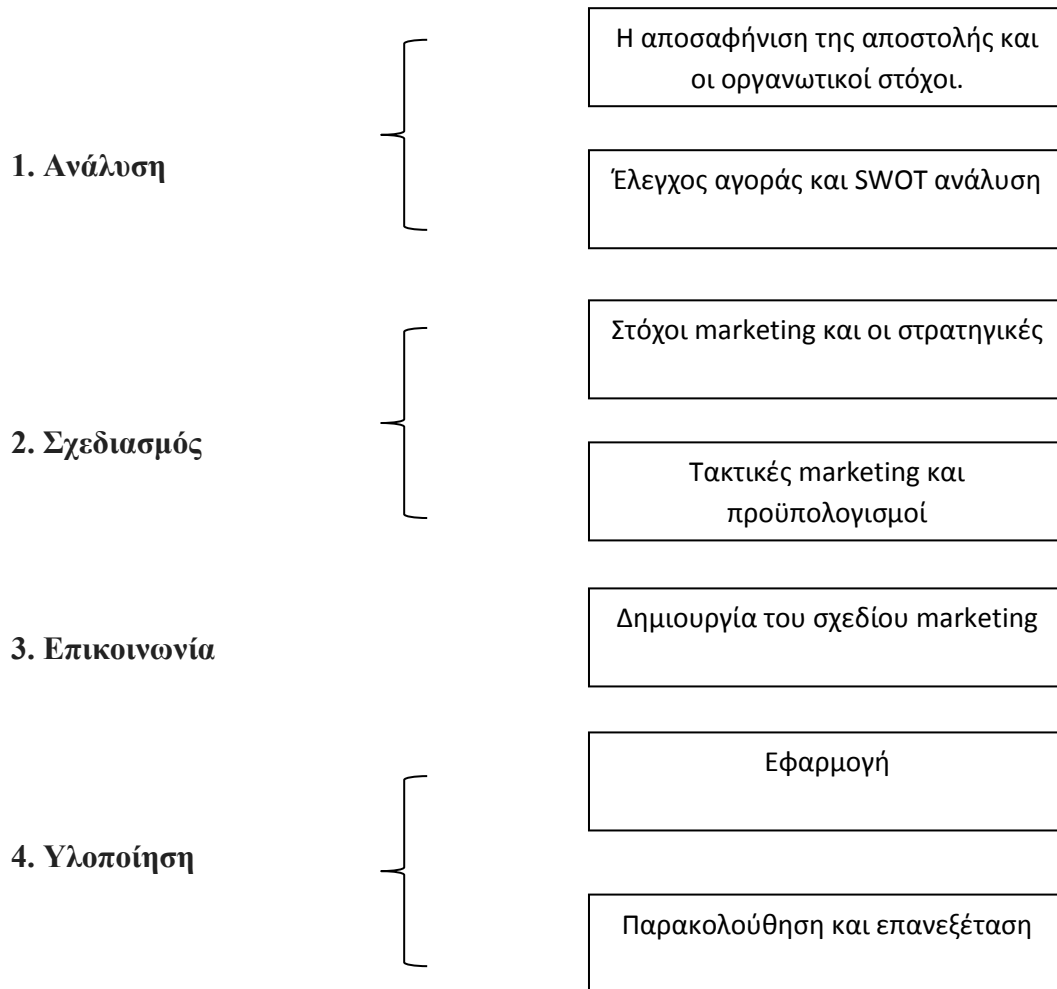 Η αποσαφήνιση της αποστολής και
οι οργανωτικοί στόχοι.
1. Ανάλυση
Έλεγχος αγοράς και SWOT ανάλυση
Στόχοι marketing και οι στρατηγικές
2. Σχεδιασμός
Τακτικές marketing και
προϋπολογισμοί
Δημιουργία του σχεδίου marketing
3. Επικοινωνία
Εφαρμογή
4. Υλοποίηση
Παρακολούθηση και επανεξέταση